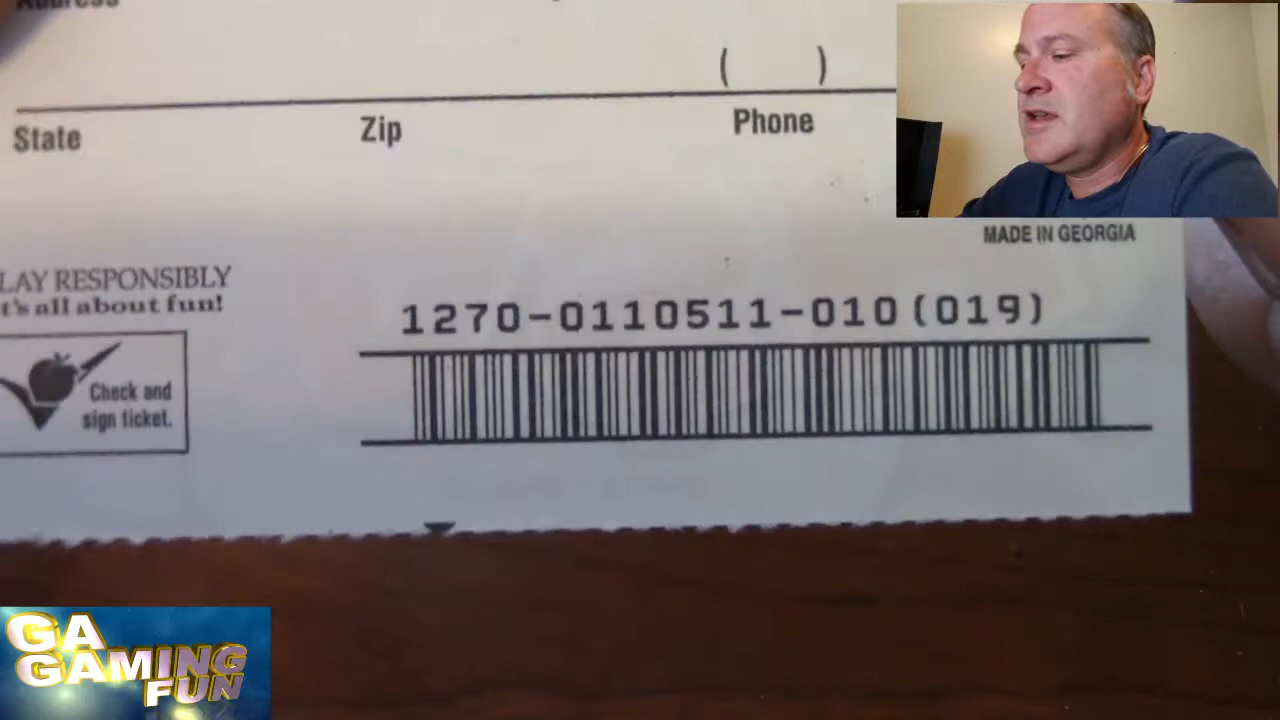 Address
( )
State Zip Phone
MADE IN GEORGIA
LAY RESPONSIBLY
t's all about fun!
1270-0110511-010(019)
Check and
sign ticket.
GA
GAMING
FUN